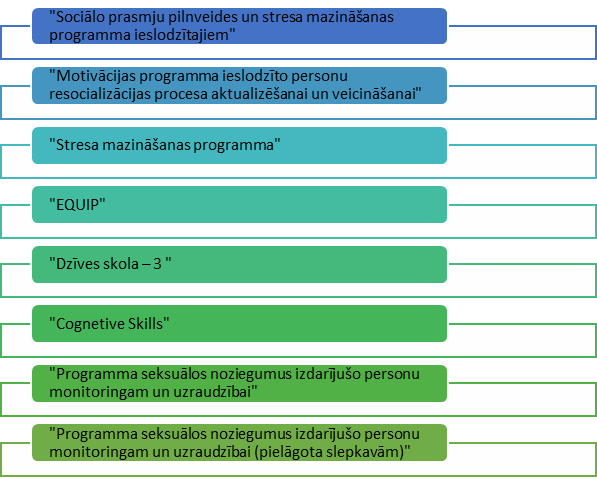 "Sociālo prasmju pilnveides un stresa mazināšanas
programma ieslodzītajiem"
"Motivācijas programma ieslodzīto personu
resocializācijas procesa aktualizēšanai un veicināšanai"
"Stresa mazināšanas programma"
"EQUIP"
"Dzīves skola – 3 "
"Cognetive Skills"
"Programma seksuālos noziegumus izdarījušo personu
monitoringam un uzraudzībai"
"Programma seksuālos noziegumus izdarījušo personu
monitoringam un uzraudzībai (pielāgota slepkavām)"